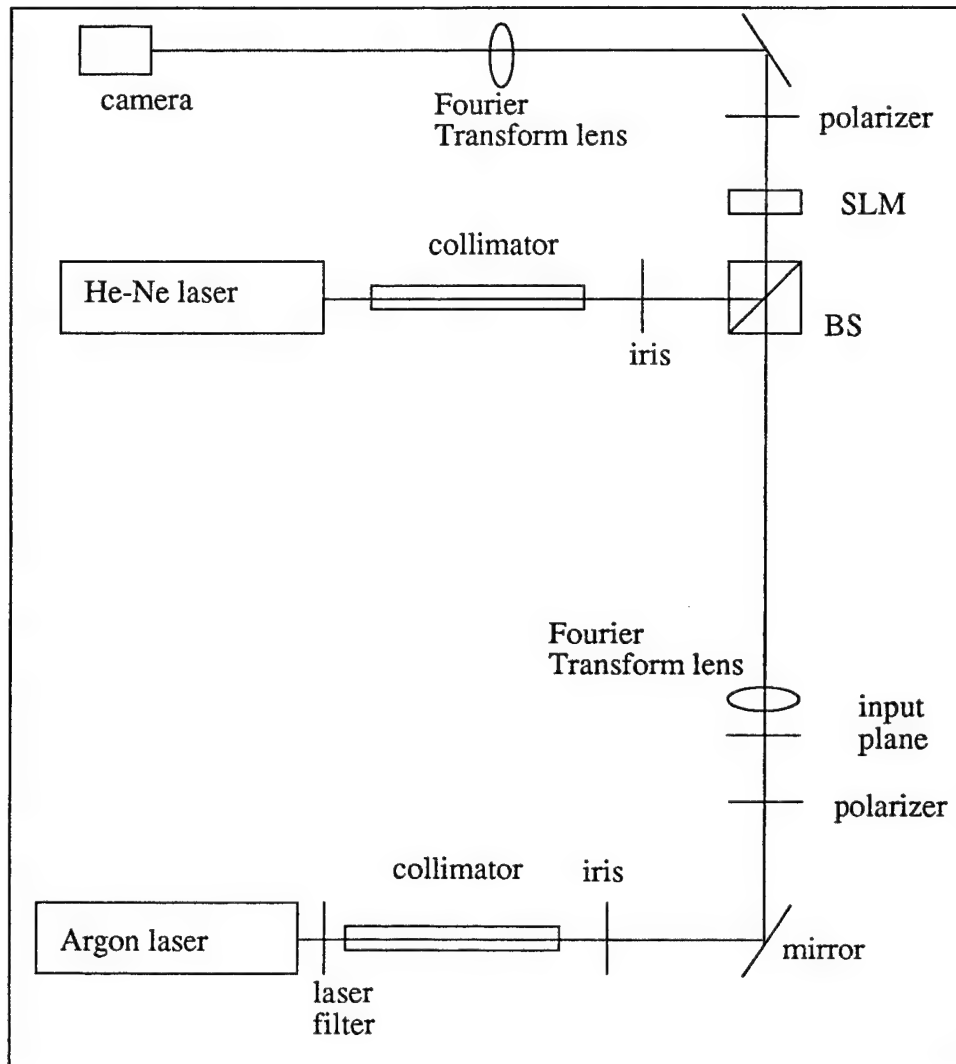 camera
Fourier
Transform lens
polarizer
SLM
collimator
He-Ne laser
BS
iris
Fourier
Transform lens
input
plane
polarizer
collimator
iris
Argon laser
mirror
laser
filter